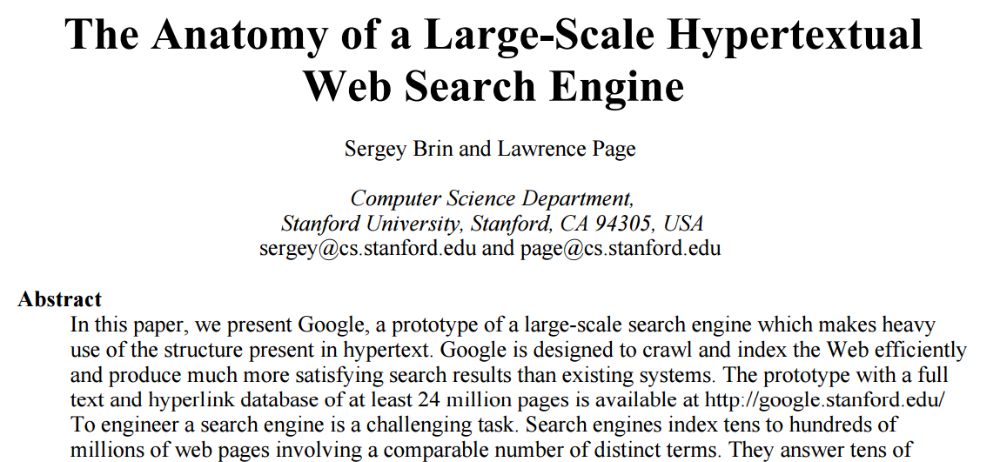 The Anatomy of a Large-Scale Hypertextual
Web Search Engine
Sergey Brin and Lawrence Page
Computer Science Department,
Stanford University, Stanford, CA 94305, USA
sergey@cs.stanford.edu and page@cs.stanford.edu
Abstract
In this paper, we present Google, a prototype of a large-scale search engine which makes heavy
use of the structure present in hypertext. Google is designed to crawl and index the Web efficiently
and produce much more satisfying search results than existing systems. The prototype with a full
text and hyperlink database of at least 24 million pages is available at http://google.stanford.edu/
To engineer a search engine is a challenging task. Search engines index tens to hundreds of
millions of web pages involving a comparable number of distinct terms. They answer tens of